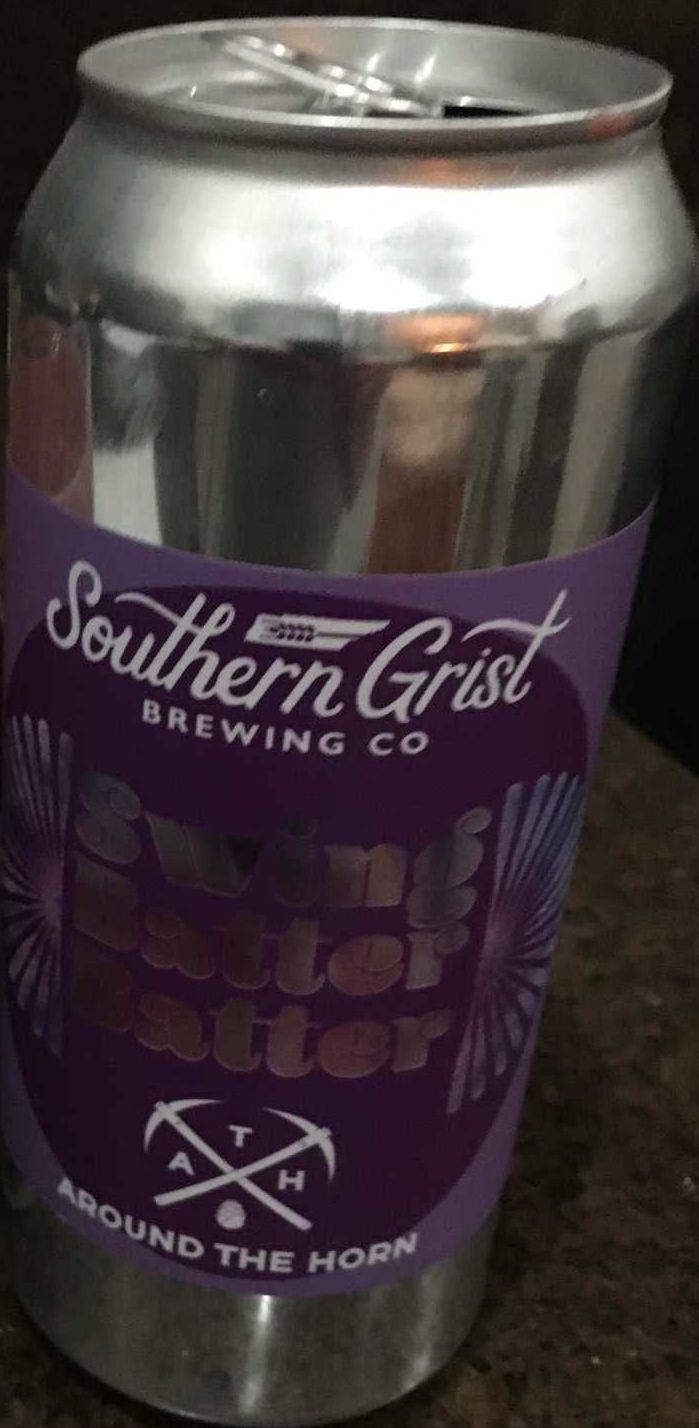 Southern Grist
BREWING CO
Swing
Batter
Batter
T
A H
AROUND THE HORN